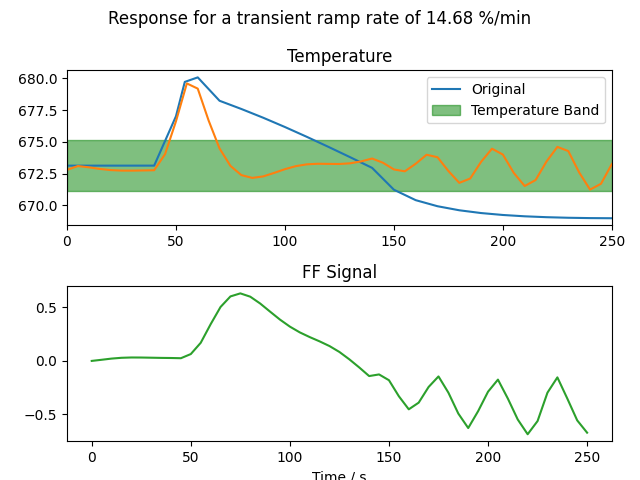 Response for a transient ramp rate of 14.68 %/min
Temperature
680.0
677.5
675.0
672.5
670.0
Original
Temperature Band
0 50 100 150 200 250
FF Signal
0.5
0.0
−0.5
0 50 100 150 200 250
Time / s